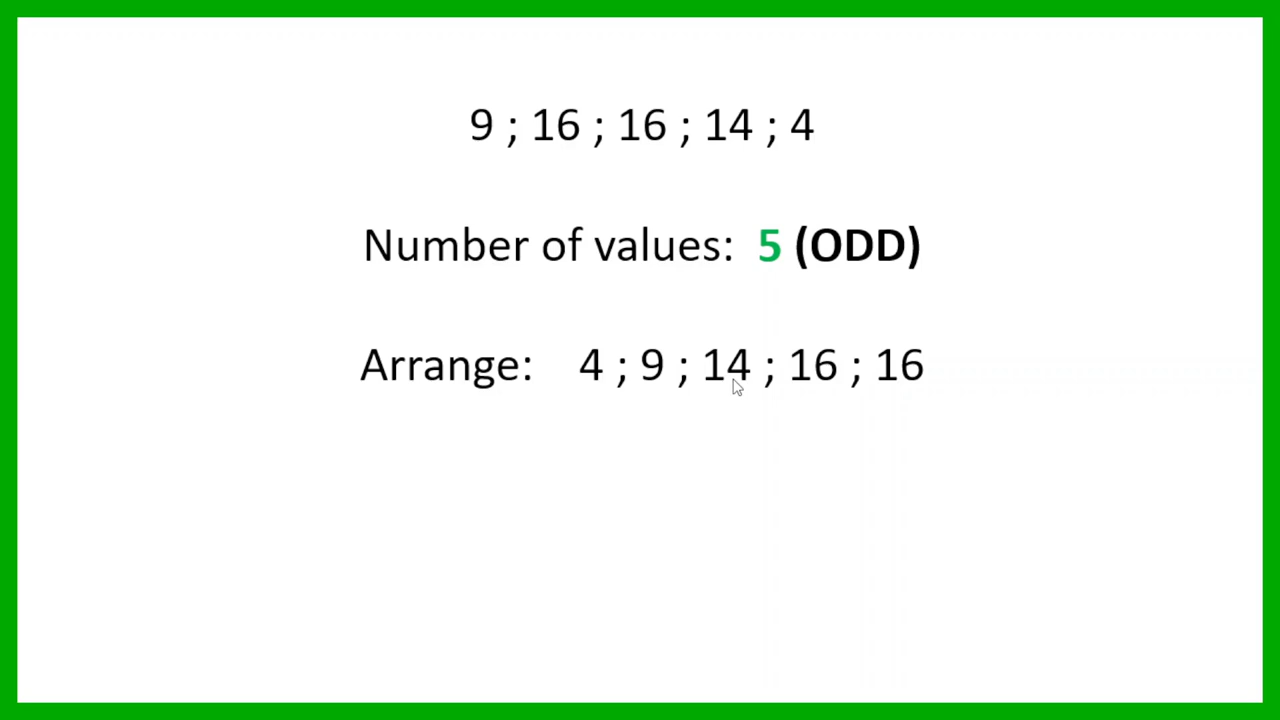 9 ; 16 ; 16 ; 14 ; 4
Number of values: 5 (ODD)
Arrange: 4 ; 9 ; 14 ; 16 ; 16